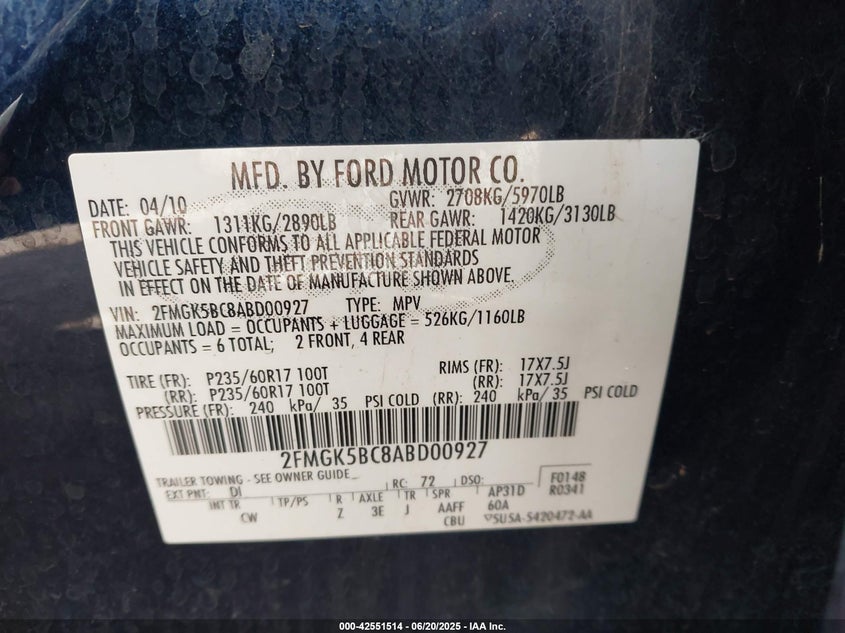 MFD. BY FORD MOTOR CO.
DATE: 04/10 GVWR: 2708KG/5970LB
FRONT GAWR: 1311KG/2890LB REAR GAWR: 1420KG/3130LB
THIS VEHICLE CONFORMS TO ALL APPLICABLE FEDERAL MOTOR
VEHICLE SAFETY AND THEFT PREVENTION STANDARDS
IN EFFECT ON THE DATE OF MANUFACTURE SHOWN ABOVE.
VIN: 2FMGK5BC8ABD00927 TYPE: MPV
MAXIMUM LOAD = OCCUPANTS + LUGGAGE = 526KG/1160LB
OCCUPANTS = 6 TOTAL; 2 FRONT, 4 REAR
TIRE (FR): P235/60R17 100T RIMS (FR): 17X7.5J
(RR): P235/60R17 100T (RR): 17X7.5J
PRESSURE (FR): 240 kPa/ 35 PSI COLD (RR): 240 kPa/ 35 PSI COLD
2FMGK5BC8ABD00927
TRAILER TOWING - SEE OWNER GUIDE
EXT PNT: DI RC: 72 DSO: F0148
R0341
INT TR TP/PS R AXLE TR SPR AP31D
CW Z 3E J AAFF 60A
CBU ▽SUSA-5420472-AA
000-42551514 / 06/20/2025 - IAA Inc.